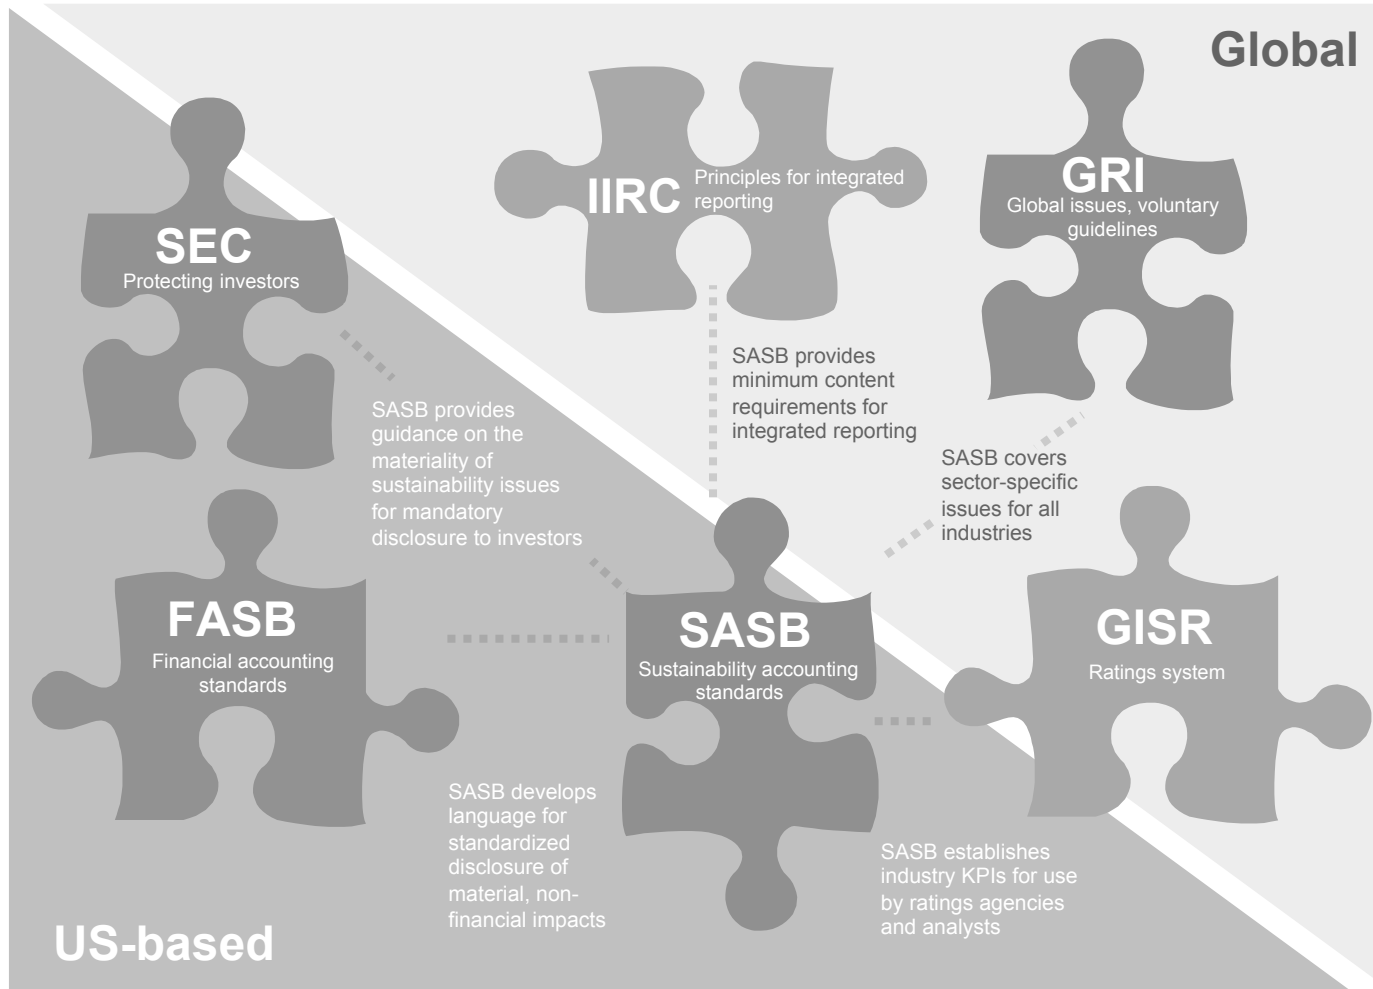 Global
SEC
Protecting investors
IIRC
Principles for integrated
reporting
GRI
Global issues, voluntary
guidelines
SASB provides
guidance on the
materiality of
sustainability issues
for mandatory
disclosure to investors
SASB provides
minimum content
requirements for
integrated reporting
SASB covers
sector-specific
issues for all
industries
FASB
Financial accounting
standards
SASB
Sustainability accounting
standards
GISR
Ratings system
SASB develops
language for
standardized
disclosure of
material, non-
financial impacts
SASB establishes
industry KPIs for use
by ratings agencies
and analysts
US-based